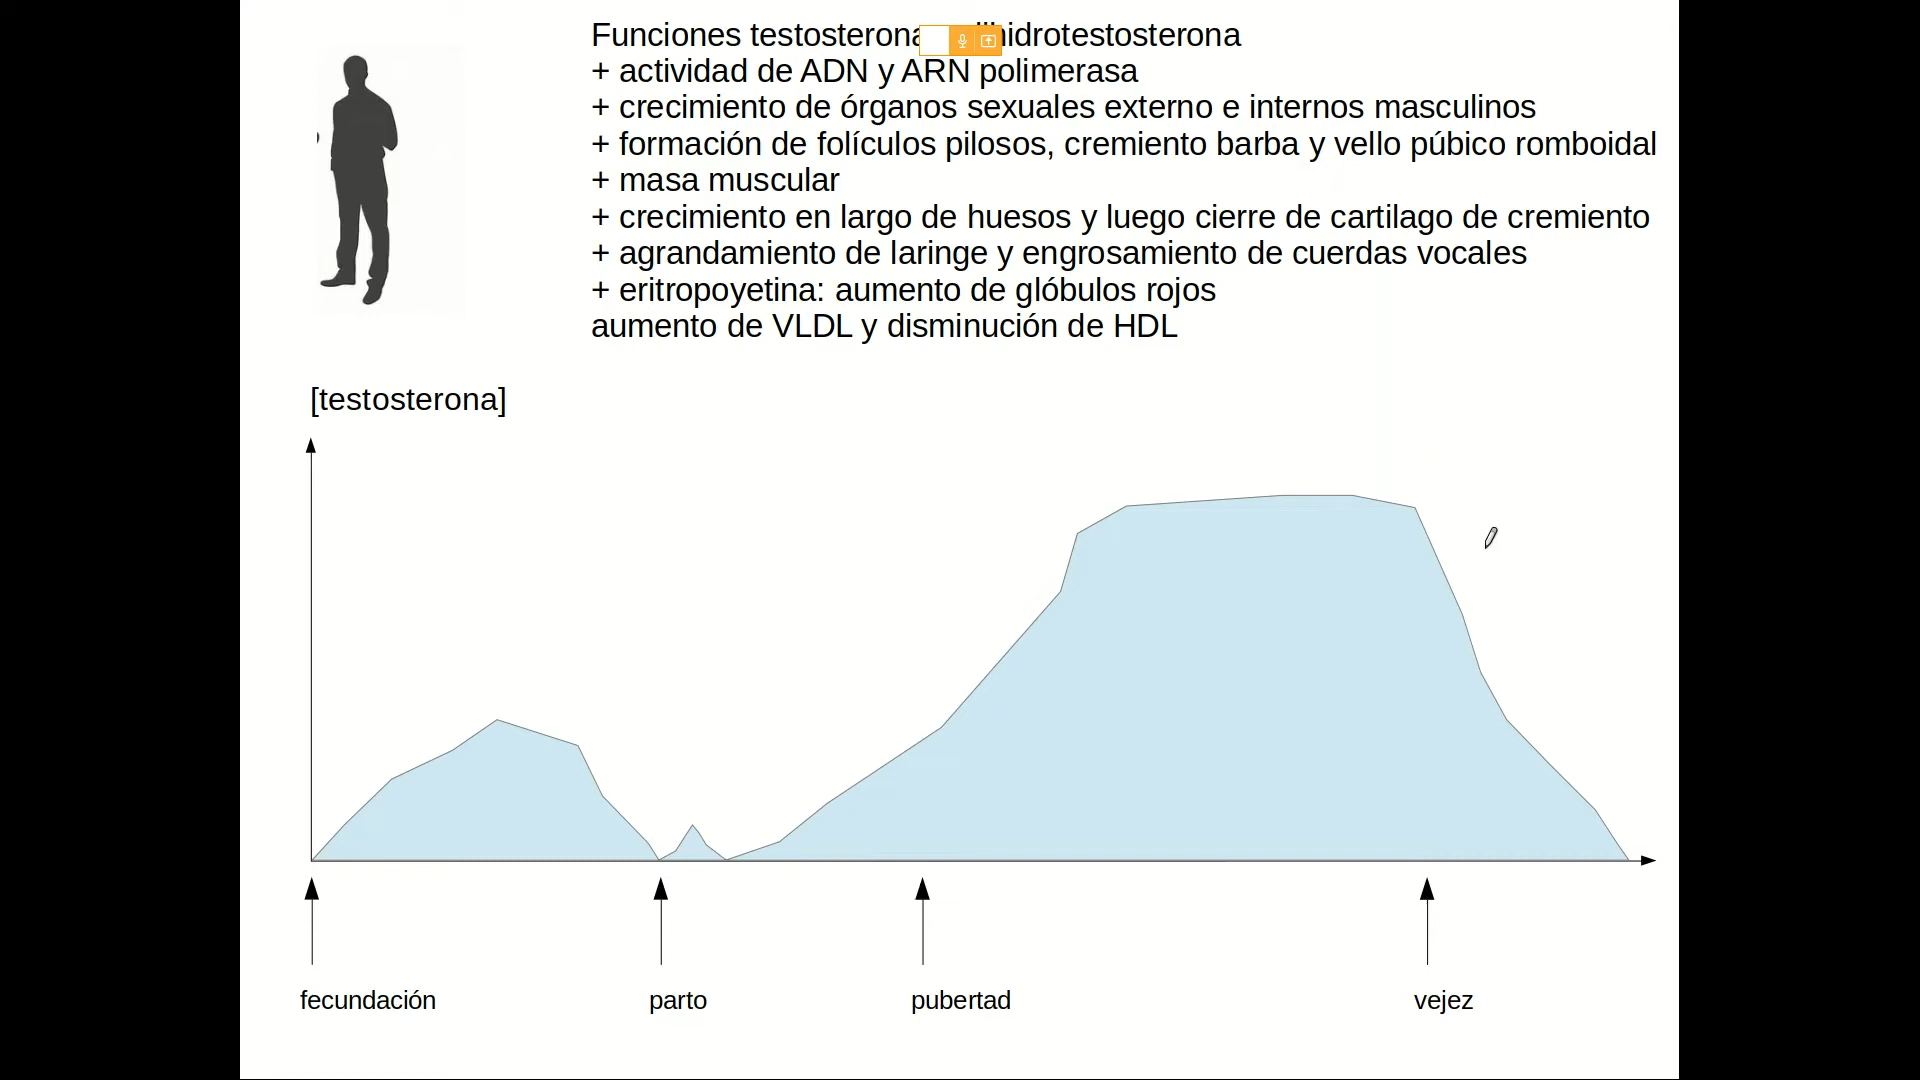 Funciones testosterona hidrotestosterona
+ actividad de ADN y ARN polimerasa
+ crecimiento de órganos sexuales externo e internos masculinos
+ formación de folículos pilosos, cremiento barba y vello púbico romboidal
+ masa muscular
+ crecimiento en largo de huesos y luego cierre de cartilago de cremiento
+ agrandamiento de laringe y engrosamiento de cuerdas vocales
+ eritropoyetina: aumento de glóbulos rojos
aumento de VLDL y disminución de HDL
[testosterona]
fecundación
parto
pubertad
vejez